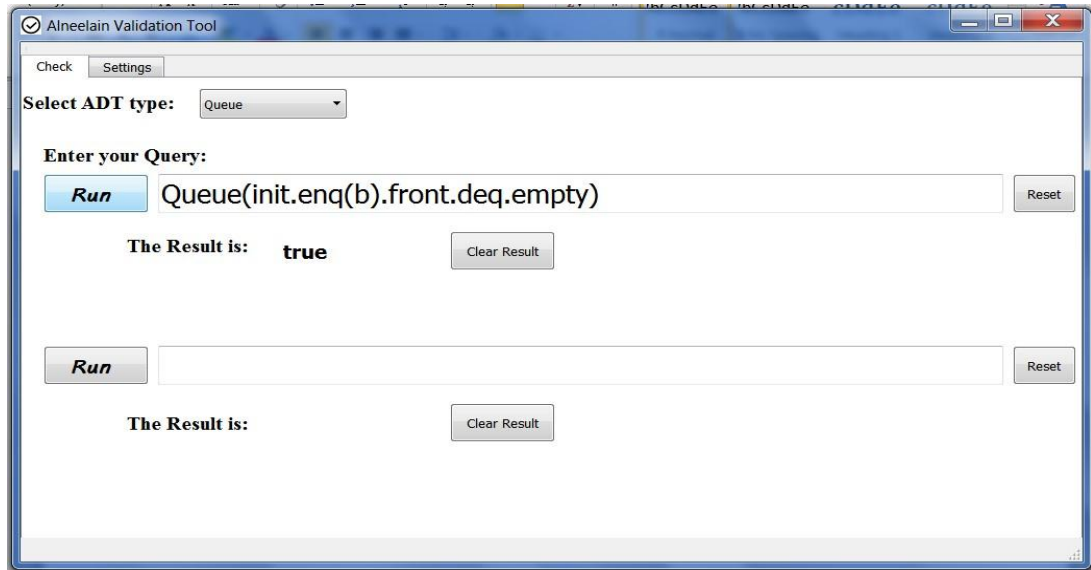 Alneelain Validation Tool
Check Settings
Select ADT type: Queue
Enter your Query:
Run Queue(init.enq(b).front.deq.empty) Reset
The Result is: true Clear Result
Run Reset
The Result is: Clear Result